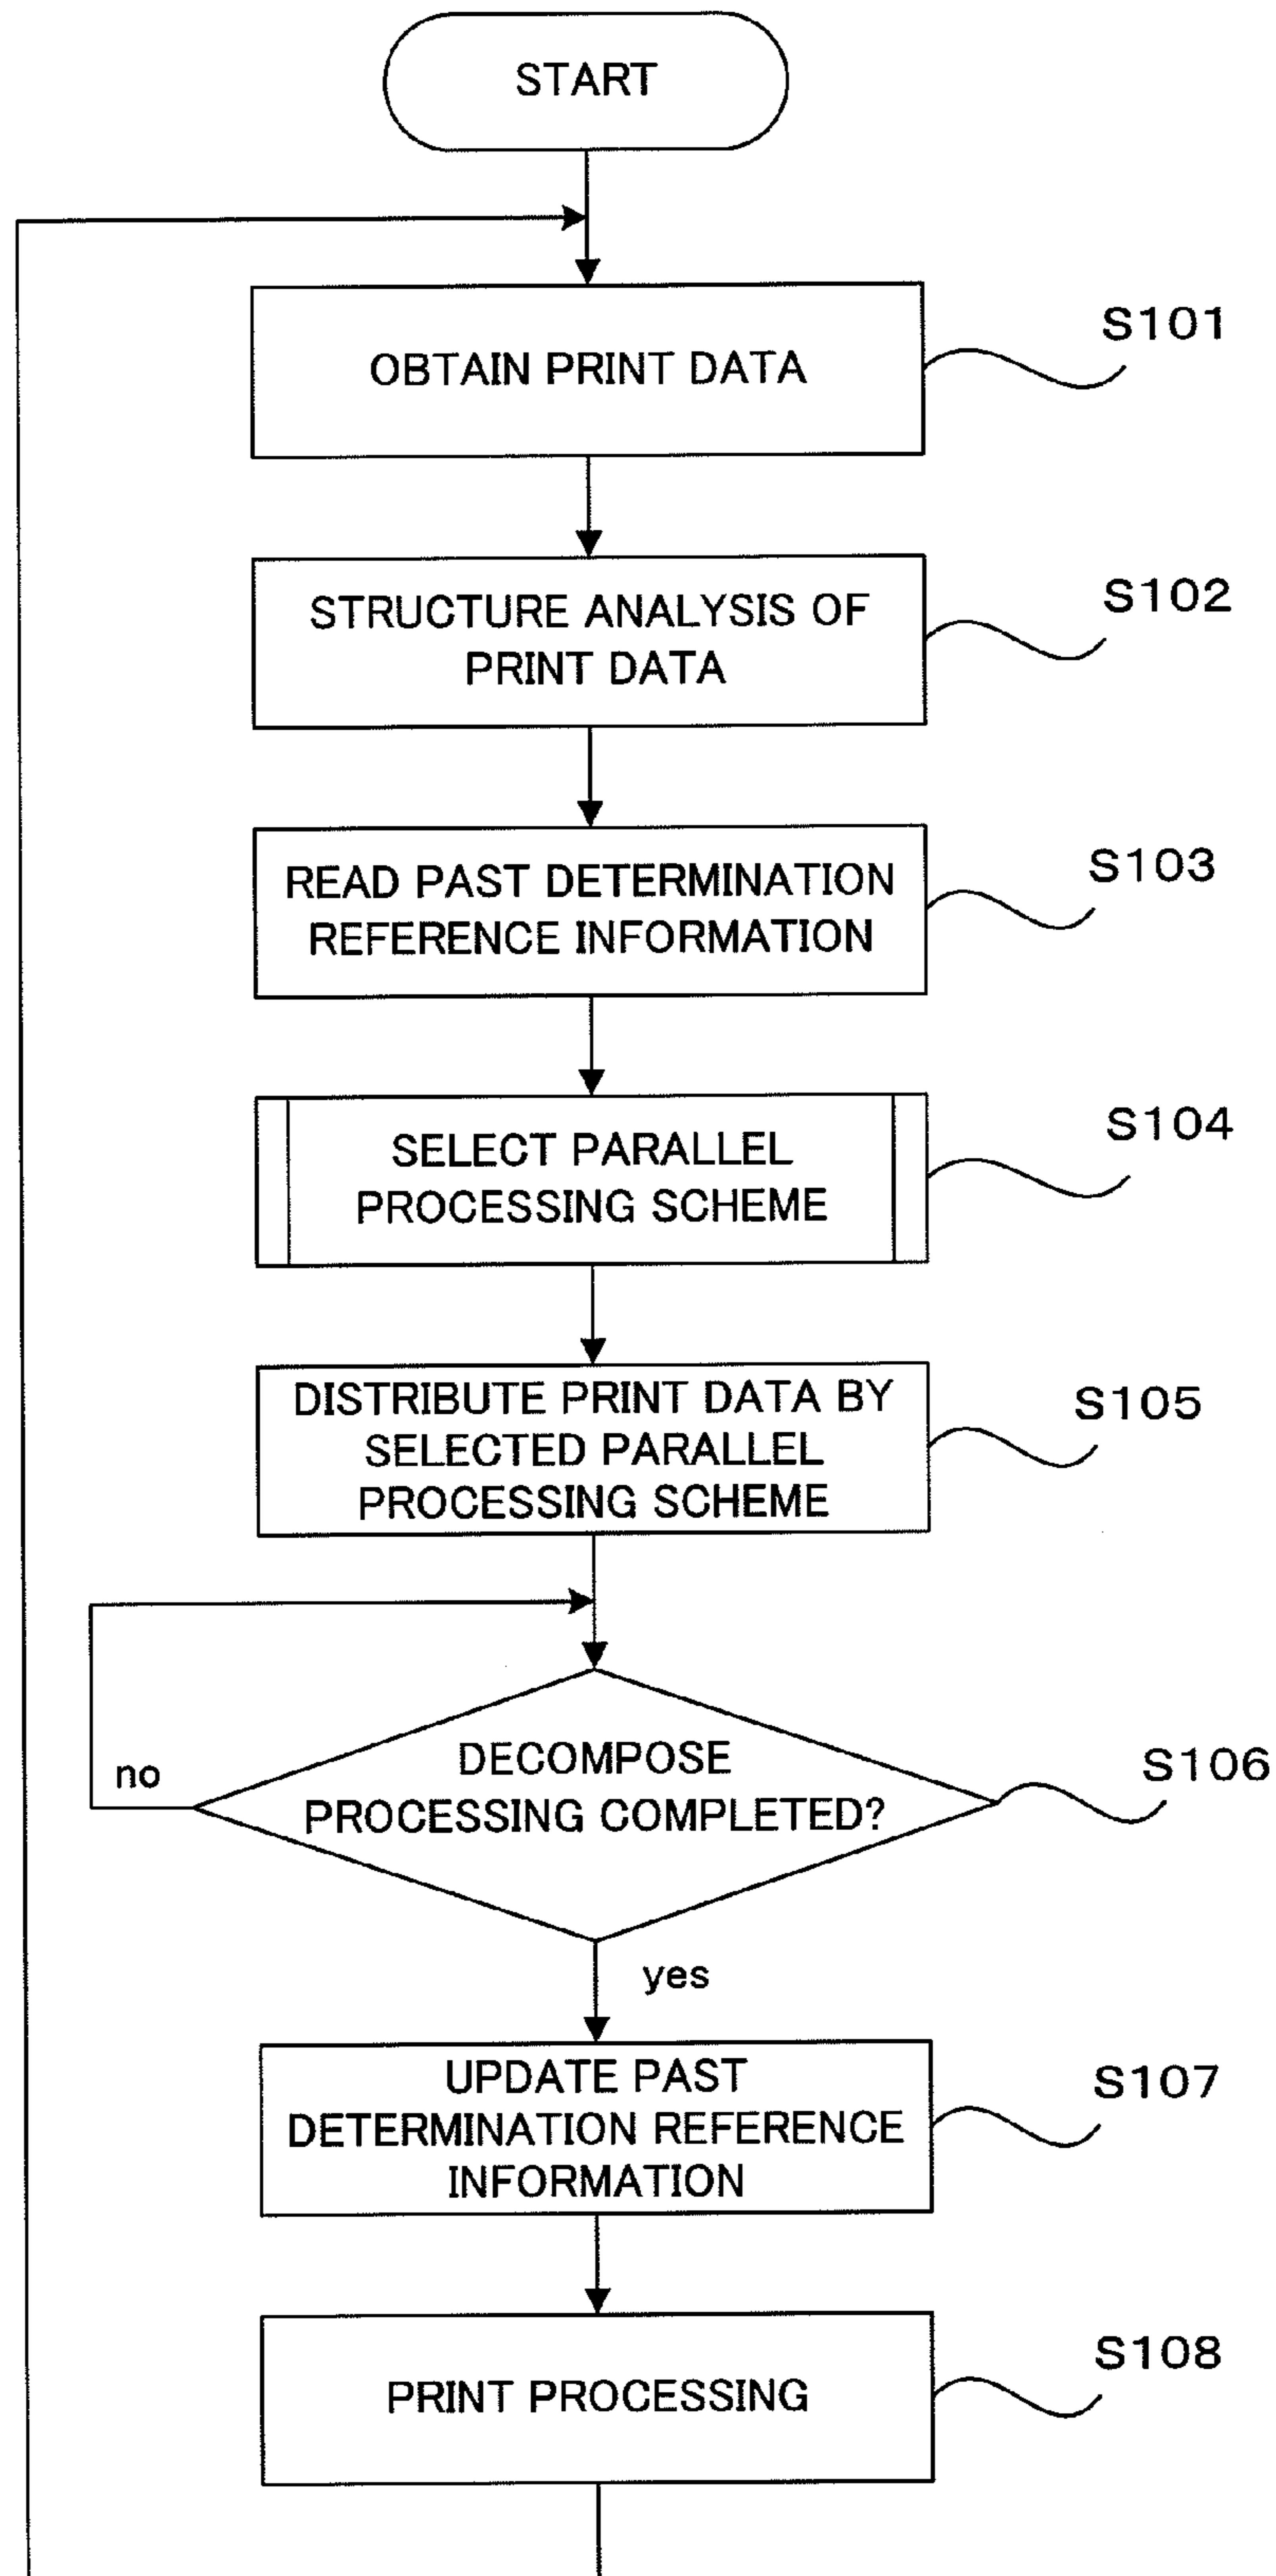 START
OBTAIN PRINT DATA
S101
STRUCTURE ANALYSIS OF
PRINT DATA
S102
READ PAST DETERMINATION
REFERENCE INFORMATION
S103
SELECT PARALLEL
PROCESSING SCHEME
S104
DISTRIBUTE PRINT DATA BY
SELECTED PARALLEL
PROCESSING SCHEME
S105
DECOMPOSE
PROCESSING COMPLETED?
S106
no
yes
UPDATE PAST
DETERMINATION REFERENCE
INFORMATION
S107
PRINT PROCESSING
S108